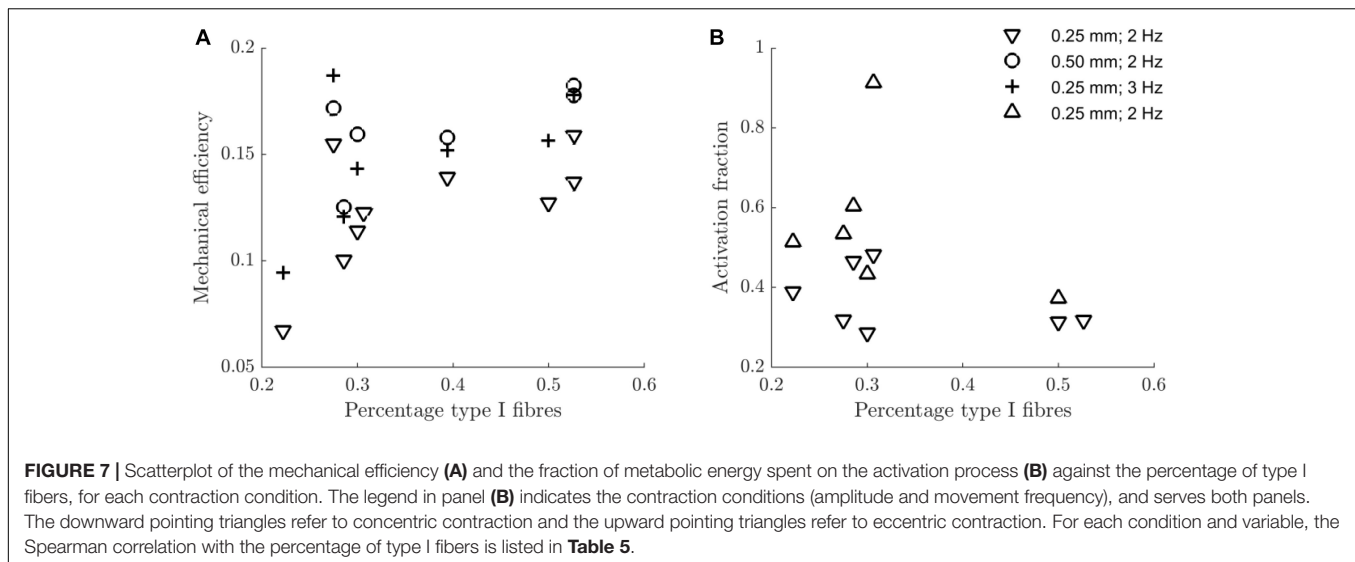 A
0.2
0.15
0.1
0.05
Mechanical efficiency
0.2 0.3 0.4 0.5 0.6
Percentage type I fibres
B
1
0.8
0.6
0.4
0.2
Activation fraction
0.2 0.3 0.4 0.5 0.6
Percentage type I fibres
0.25 mm; 2 Hz
0.50 mm; 2 Hz
0.25 mm; 3 Hz
0.25 mm; 2 Hz
FIGURE 7 | Scatterplot of the mechanical efficiency (A) and the fraction of metabolic energy spent on the activation process (B) against the percentage of type I
fibers, for each contraction condition. The legend in panel (B) indicates the contraction conditions (amplitude and movement frequency), and serves both panels.
The downward pointing triangles refer to concentric contraction and the upward pointing triangles refer to eccentric contraction. For each condition and variable, the
Spearman correlation with the percentage of type I fibers is listed in Table 5.